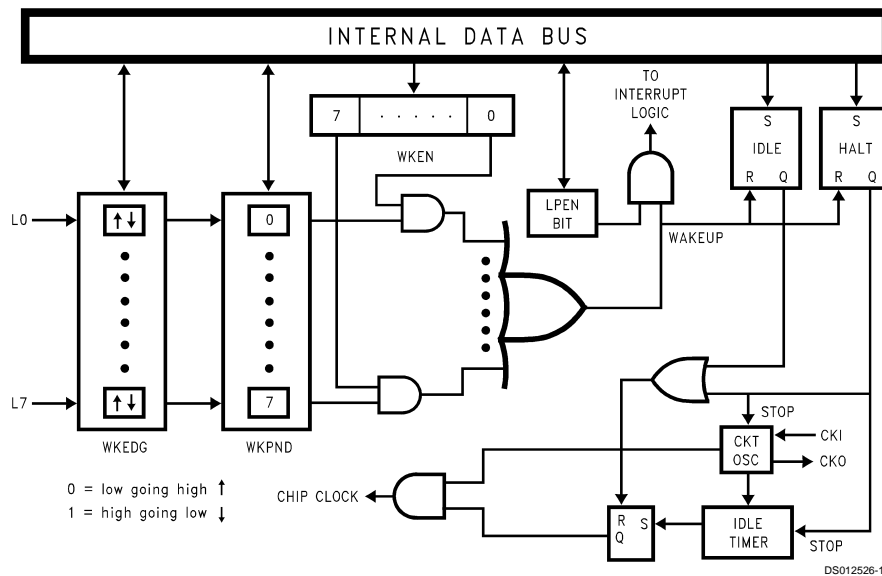 INTERNAL DATA BUS
TO
INTERRUPT
LOGIC
7 · · · · · 0
WKEN
S
IDLE
R Q
S
HALT
R Q
L0
↑↓
0
LPEN
BIT
WAKEUP
L7
↑↓
7
WKEDG
WKPND
STOP
CKT
OSC
CKI
CKO
0 = low going high ↑
1 = high going low ↓
CHIP CLOCK
R S
Q
IDLE
TIMER
STOP
DS012526-1